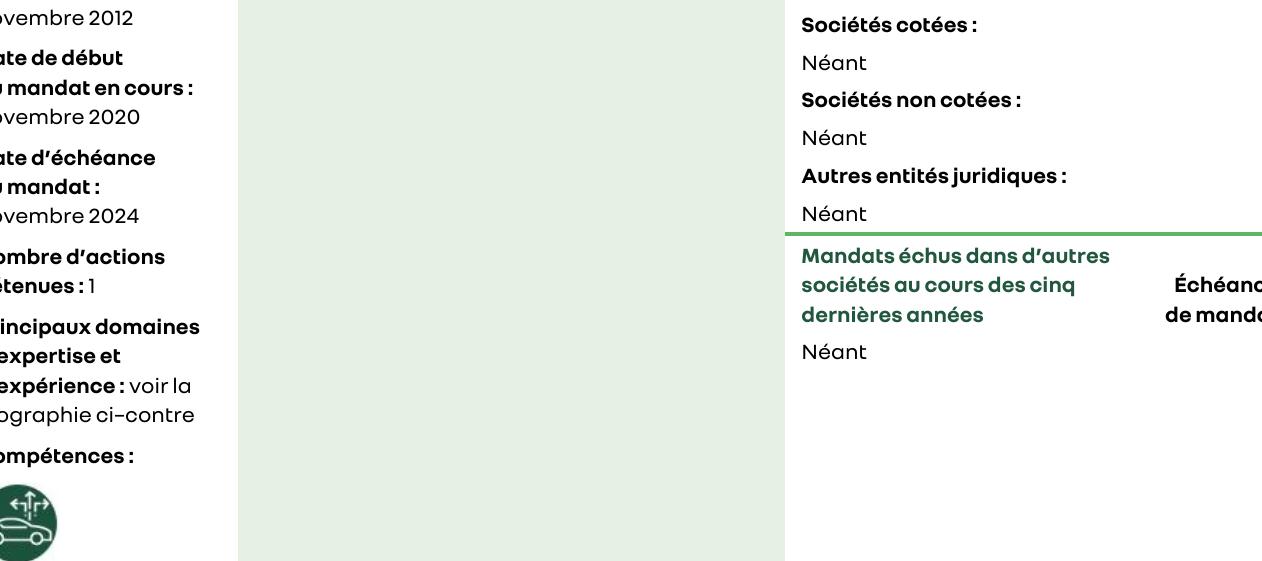 ovembre 2012
ate de début
u mandat en cours :
ovembre 2020
ate d’échéance
u mandat :
ovembre 2024
ombre d’actions
étenues : 1
incipaux domaines
expertise et
expérience : voir la
ographie ci–contre
ompétences :
Sociétés cotées :
Néant
Sociétés non cotées :
Néant
Autres entités juridiques :
Néant
Mandats échus dans d’autres
sociétés au cours des cinq
dernières années
Échéanc
de manda
Néant